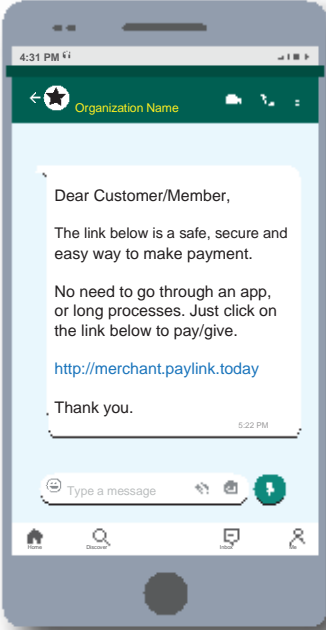 4:31 PM
Organization Name
Dear Customer/Member,
The link below is a safe, secure and
easy way to make payment.
No need to go through an app,
or long processes. Just click on
the link below to pay/give.
http://merchant.paylink.today
Thank you.
5:22 PM
Type a message
Home
Discover
Inbox
Me